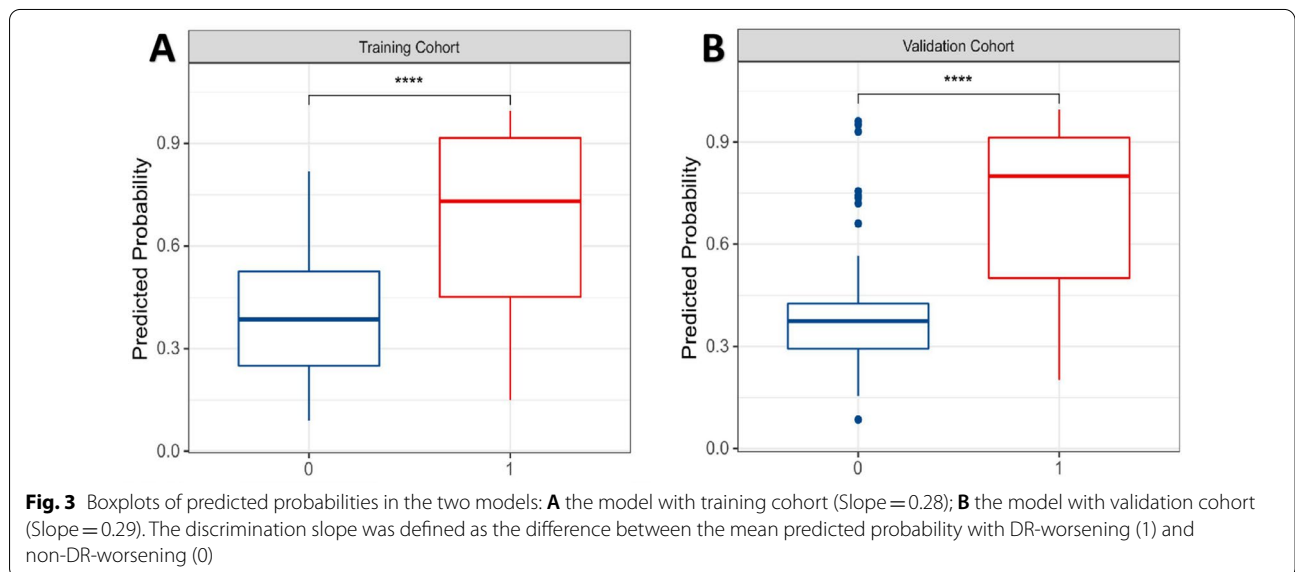 A
Training Cohort
****
Predicted Probability
0.9
0.6
0.3
0.0
0
1
B
Validation Cohort
****
Predicted Probability
0.9
0.6
0.3
0.0
0
1
Fig. 3 Boxplots of predicted probabilities in the two models: A the model with training cohort (Slope = 0.28); B the model with validation cohort
(Slope = 0.29). The discrimination slope was defined as the difference between the mean predicted probability with DR-worsening (1) and
non-DR-worsening (0)